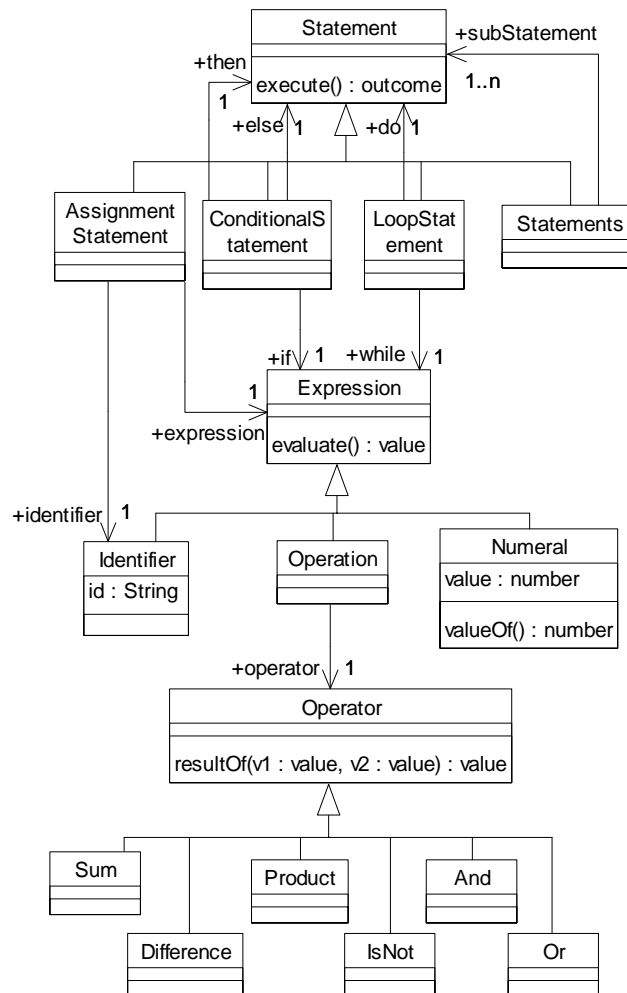 Statement
+subStatement
+then
execute() : outcome
1
1..n
+else
1
+do
1
Assignment
Statement
ConditionalS
tatement
LoopStat
ement
Statements
+if
1
+while
1
1
Expression
+expression
evaluate() : value
+identifier
1
Identifier
id : String
Operation
Numeral
value : number
valueOf() : number
+operator
1
Operator
resultOf(v1 : value, v2 : value) : value
Sum
Product
And
Difference
IsNot
Or